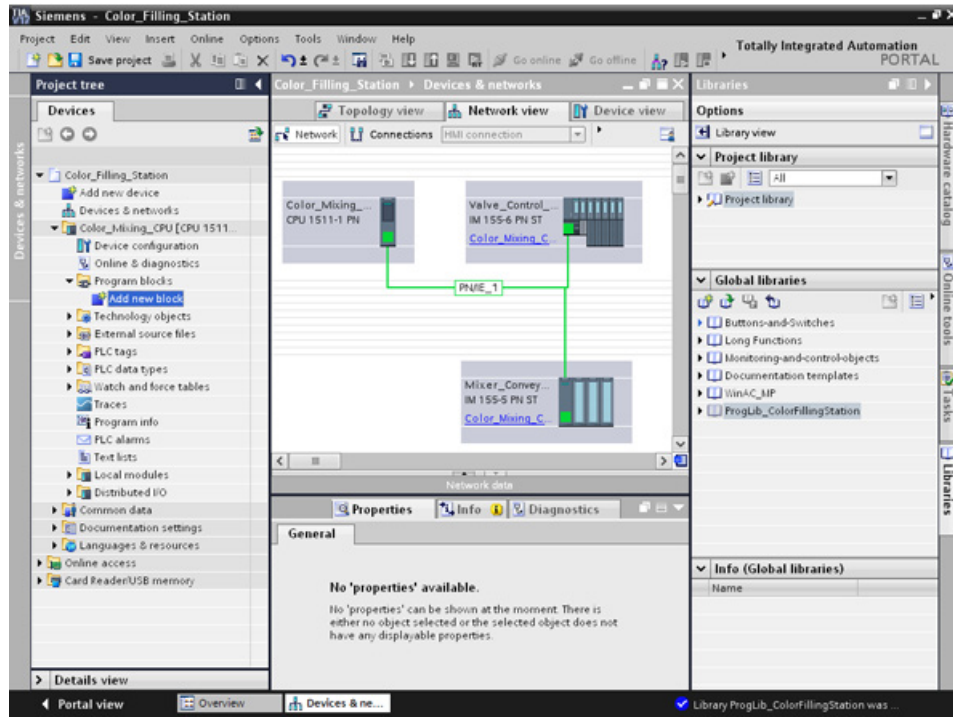 Siemens - Color_Filling_Station
Project Edit View Insert Online Options Tools Window Help
Save project
Go online
Go offline
Totally Integrated Automation
PORTAL
Project tree
Color_Filling_Station ▸ Devices & networks
Libraries
Devices
Topology view
Network view
Device view
Options
Network
Connections
HMI connection
Library view
Devices & networks
Color_Filling_Station
Add new device
Devices & networks
Color_Mixing_CPU [CPU 1511...
Device configuration
Online & diagnostics
Program blocks
Add new block
Technology objects
External source files
PLC tags
PLC data types
Watch and force tables
Traces
Program info
PLC alarms
Text lists
Local modules
Distributed I/O
Common data
Documentation settings
Languages & resources
Online access
Card Reader/USB memory
Details view
Color_Mixing_...
CPU 1511-1 PN
Valve_Control_...
IM 155-6 PN ST
Color_Mixing_C...
PN/IE_1
Mixer_Convey...
IM 155-5 PN ST
Color_Mixing_C...
Network data
Properties
Info
Diagnostics
General
No 'properties' available.
No 'properties' can be shown at the moment. There is
either no object selected or the selected object does not
have any displayable properties.
Project library
All
Project library
Global libraries
Buttons-and-Switches
Long Functions
Monitoring-and-control-objects
Documentation templates
WinAC_MP
ProgLib_ColorFillingStation
Info (Global libraries)
Name
Hardware catalog
Online tools
Tasks
Libraries
Portal view
Overview
Devices & ne...
Library ProgLib_ColorFillingStation was ...